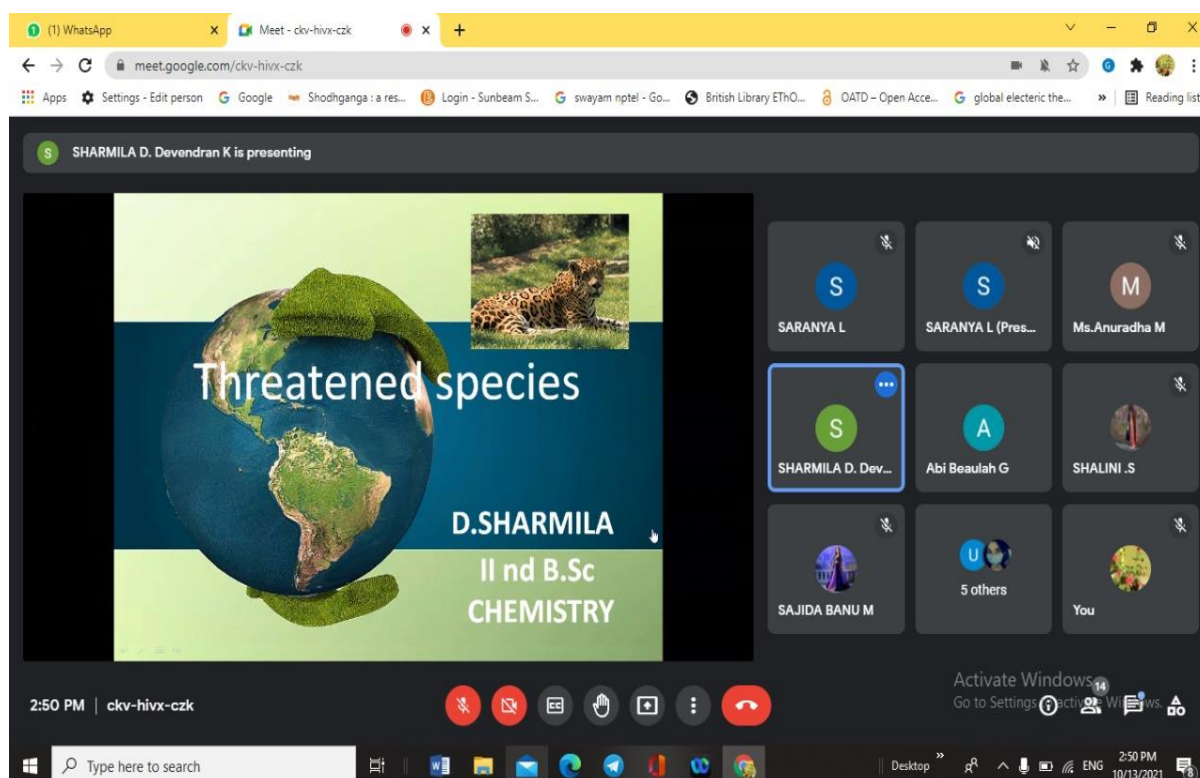 (1) WhatsApp
Meet - ckv-hivx-czk
meet.google.com/ckv-hivx-czk
Apps Settings - Edit person Google Shodhganga : a res... Login - Sunbeam S... swayam nptel - Go... British Library EThO... OATD – Open Acce... global electeric the... » Reading list
S SHARMILA D. Devendran K is presenting
Threatened species
D.SHARMILA
II nd B.Sc
CHEMISTRY
S S M
SARANYA L SARANYA L (Pres... Ms.Anuradha M
S A
SHARMILA D. Dev... Abi Beaulah G SHALINI .S
U
SAJIDA BANU M 5 others You
Activate Windows
2:50 PM | ckv-hivx-czk CC Go to Settings 14
Type here to search Desktop » ENG 2:50 PM
10/13/2021